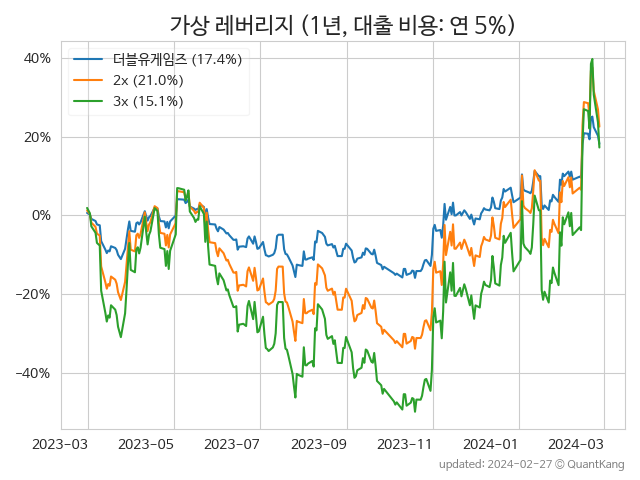 가상 레버리지 (1년, 대출 비용: 연 5%)
40%
20%
0%
−20%
−40%
더블유게임즈 (17.4%)
2x (21.0%)
3x (15.1%)
2023-03
2023-05
2023-07
2023-09
2023-11
2024-01
2024-03
updated: 2024-02-27 © QuantKang